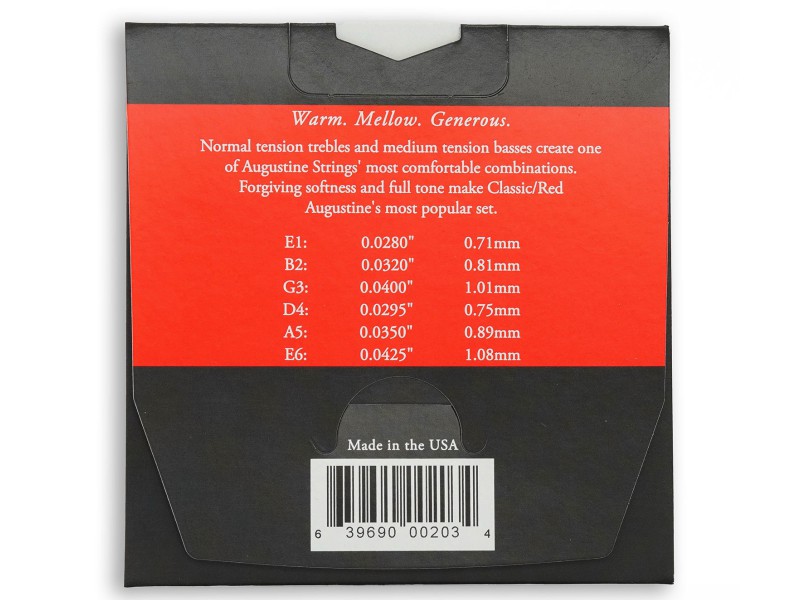 Warm. Mellow. Generous.
Normal tension trebles and medium tension basses create one
of Augustine Strings' most comfortable combinations.
Forgiving softness and full tone make Classic/Red
Augustine's most popular set.
E1: 0.0280" 0.71mm
B2: 0.0320" 0.81mm
G3: 0.0400" 1.01mm
D4: 0.0295" 0.75mm
A5: 0.0350" 0.89mm
E6: 0.0425" 1.08mm
Made in the USA
6 39690 00203 4